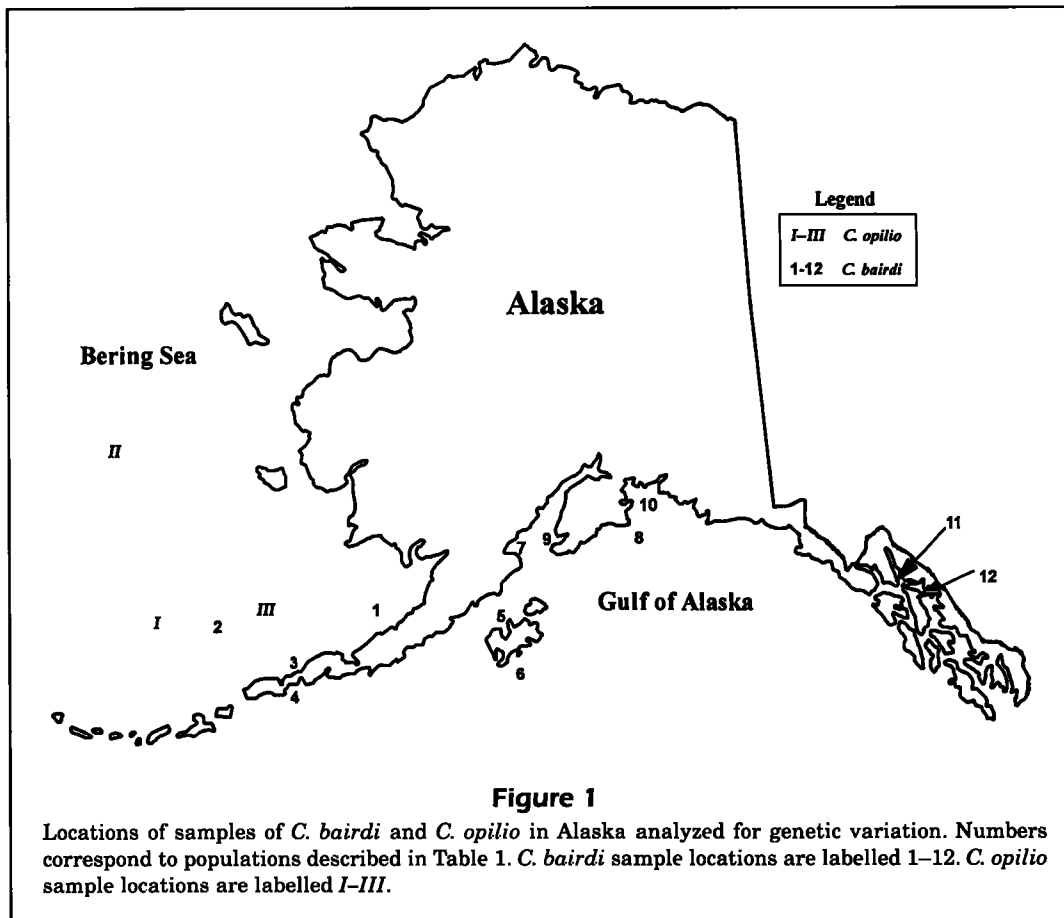 Legend
I–III C. opilio
1-12 C. bairdi
Alaska
Bering Sea
II
10
11
9
8
7
12
Gulf of Alaska
I
2
III
1
5
3
6
4
Figure 1
Locations of samples of C. bairdi and C. opilio in Alaska analyzed for genetic variation. Numbers
correspond to populations described in Table 1. C. bairdi sample locations are labelled 1–12. C. opilio
sample locations are labelled I–III.